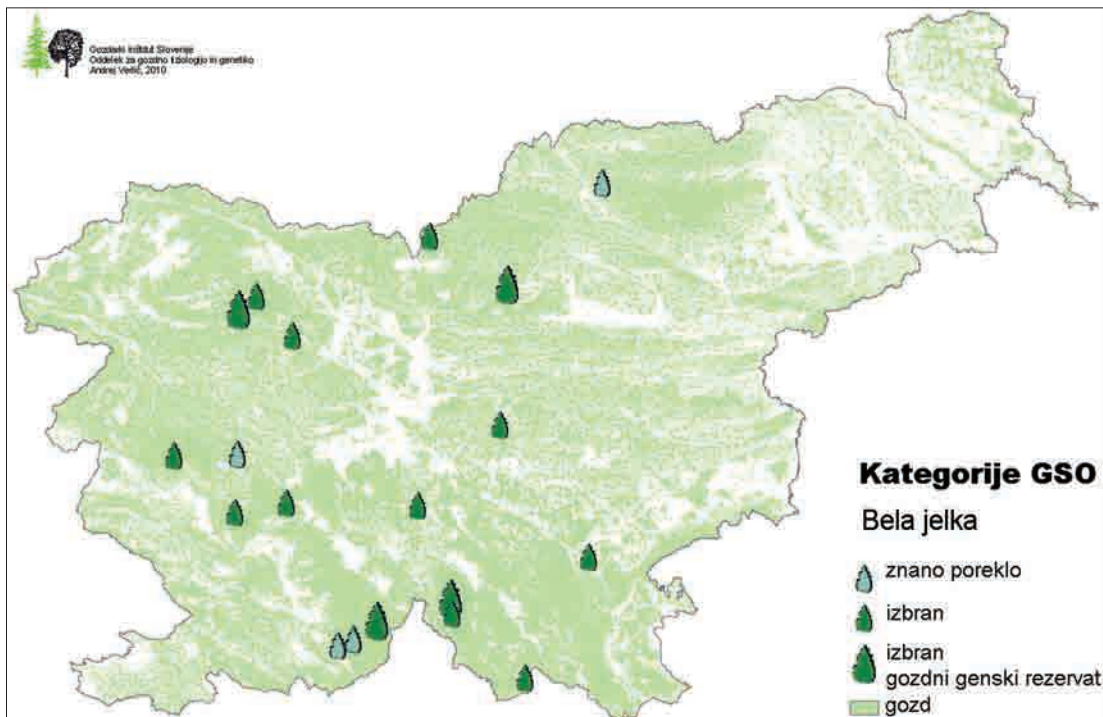 Gozdarski Inštitut Slovenije
Oddelek za gozdno fiziologijo in genetiko
Andrej Verlič, 2010
Kategorije GSO
Bela jelka
znano poreklo
izbran
izbran
gozdni genski rezervat
gozd